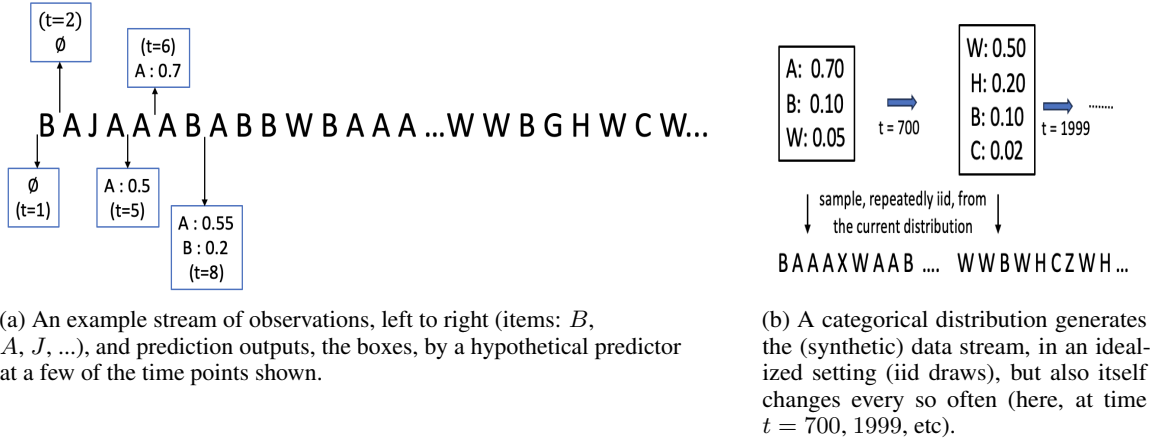 (t=2)
Ø
(t=6)
A : 0.7
B A J A A A B A B B W B A A A ...W W B G H W C W...
Ø
(t=1)
A : 0.5
(t=5)
A : 0.55
B : 0.2
(t=8)
(a) An example stream of observations, left to right (items: B,
A, J, ...), and prediction outputs, the boxes, by a hypothetical predictor
at a few of the time points shown.
A: 0.70
B: 0.10
W: 0.05
t = 700
W: 0.50
H: 0.20
B: 0.10
C: 0.02
t = 1999
........
sample, repeatedly iid, from
the current distribution
B A A A X W A A B .... W W B W H C Z W H ...
(b) A categorical distribution generates
the (synthetic) data stream, in an ideal-
ized setting (iid draws), but also itself
changes every so often (here, at time
t = 700, 1999, etc).